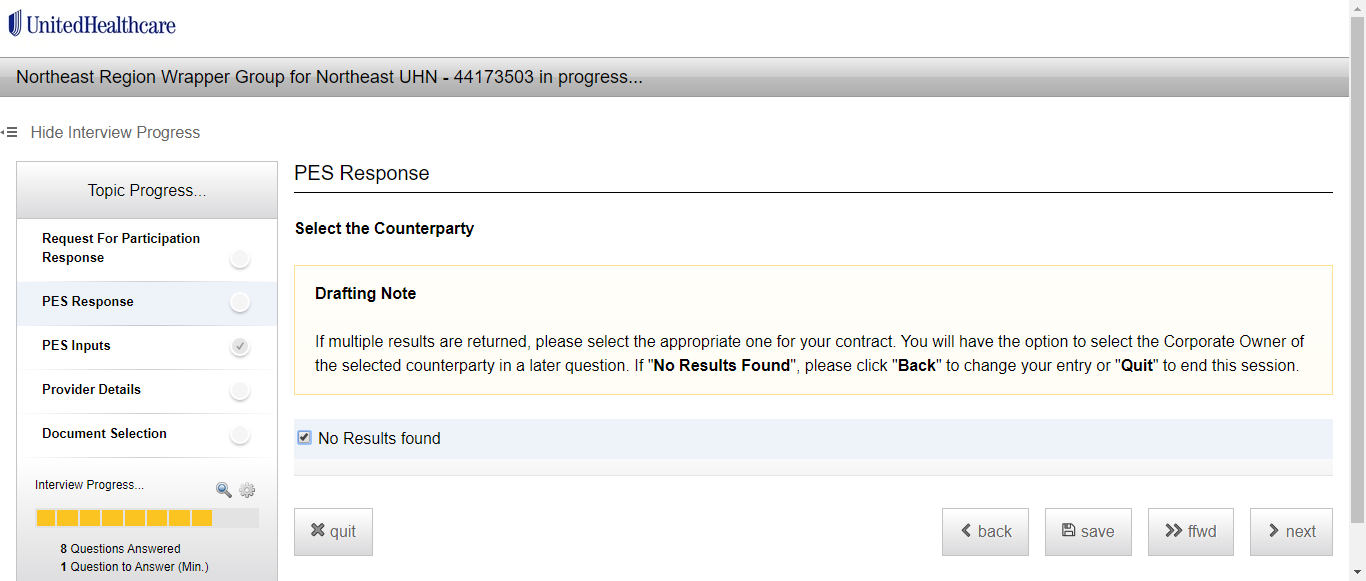 UnitedHealthcare
Northeast Region Wrapper Group for Northeast UHN - 44173503 in progress...
Hide Interview Progress
Topic Progress...
Request For Participation
Response
PES Response
PES Inputs
Provider Details
Document Selection
Interview Progress...
8 Questions Answered
1 Question to Answer (Min.)
PES Response
Select the Counterparty
Drafting Note
If multiple results are returned, please select the appropriate one for your contract. You will have the option to select the Corporate Owner of
the selected counterparty in a later question. If "No Results Found", please click "Back" to change your entry or "Quit" to end this session.
No Results found
quit
back
save
ffwd
next